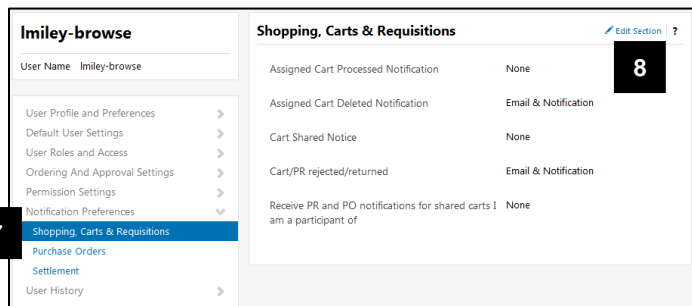 lmiley-browse
User Name lmiley-browse
User Profile and Preferences
Default User Settings
User Roles and Access
Ordering And Approval Settings
Permission Settings
Notification Preferences
Shopping, Carts & Requisitions
Purchase Orders
Settlement
User History
Shopping, Carts & Requisitions
Edit Section ?
8
Assigned Cart Processed Notification None
Assigned Cart Deleted Notification Email & Notification
Cart Shared Notice None
Cart/PR rejected/returned Email & Notification
Receive PR and PO notifications for shared carts I None
am a participant of